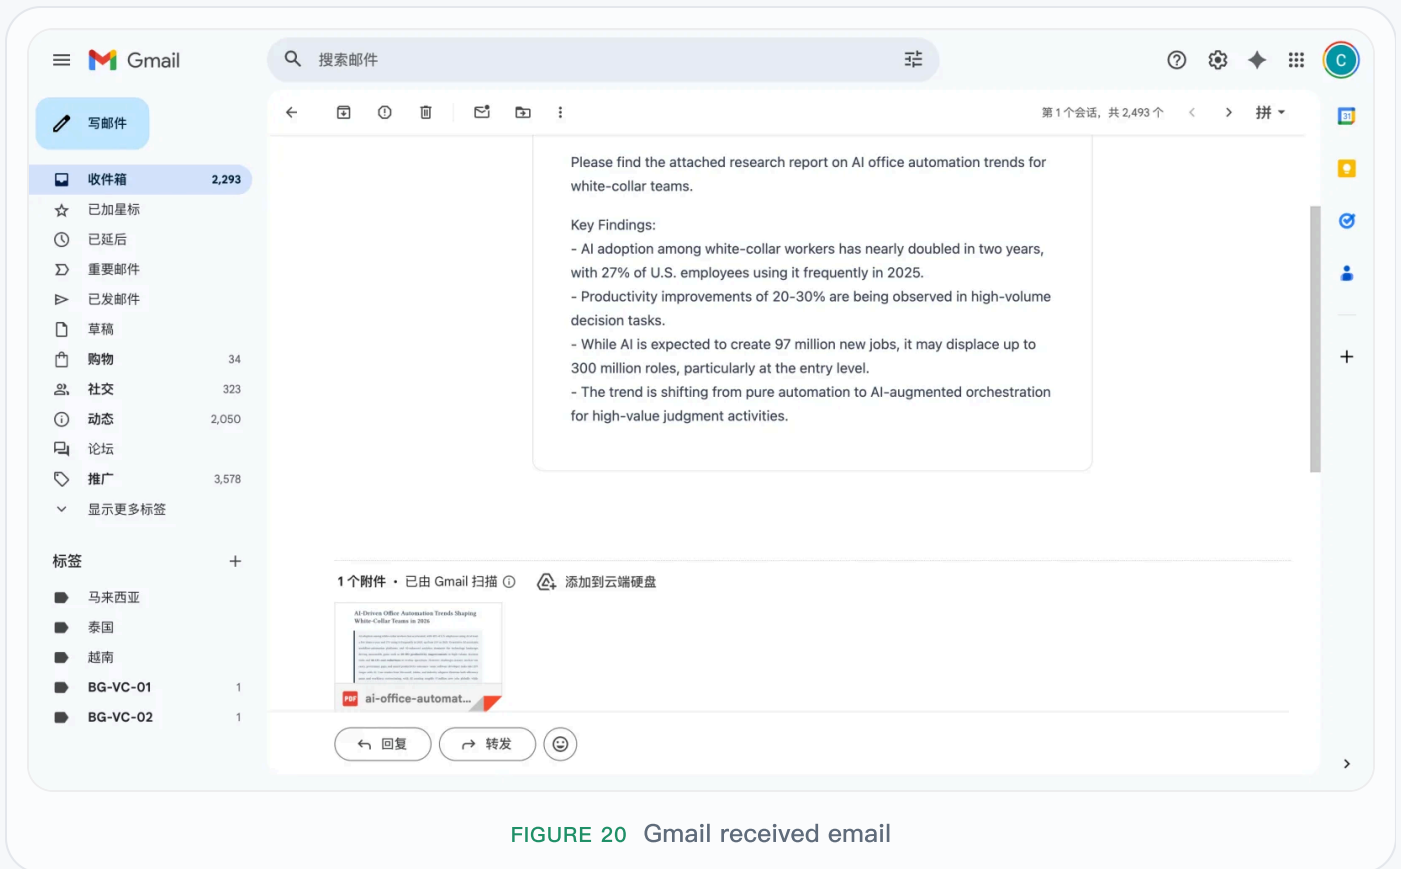 Gmail
搜索邮件
C
写邮件
第 1 个会话，共 2,493 个
拼
31
收件箱 2,293
已加星标
已延后
重要邮件
已发邮件
草稿
购物 34
社交 323
动态 2,050
论坛
推广 3,578
显示更多标签
标签
马来西亚
泰国
越南
BG-VC-01 1
BG-VC-02 1
Please find the attached research report on AI office automation trends for
white-collar teams.
Key Findings:
- AI adoption among white-collar workers has nearly doubled in two years,
with 27% of U.S. employees using it frequently in 2025.
- Productivity improvements of 20-30% are being observed in high-volume
decision tasks.
- While AI is expected to create 97 million new jobs, it may displace up to
300 million roles, particularly at the entry level.
- The trend is shifting from pure automation to AI-augmented orchestration
for high-value judgment activities.
1 个附件 • 已由 Gmail 扫描
添加到云端硬盘
AI-Driven Office Automation Trends Shaping
White-Collar Teams in 2026
PDF ai-office-automat...
回复
转发
FIGURE 20 Gmail received email